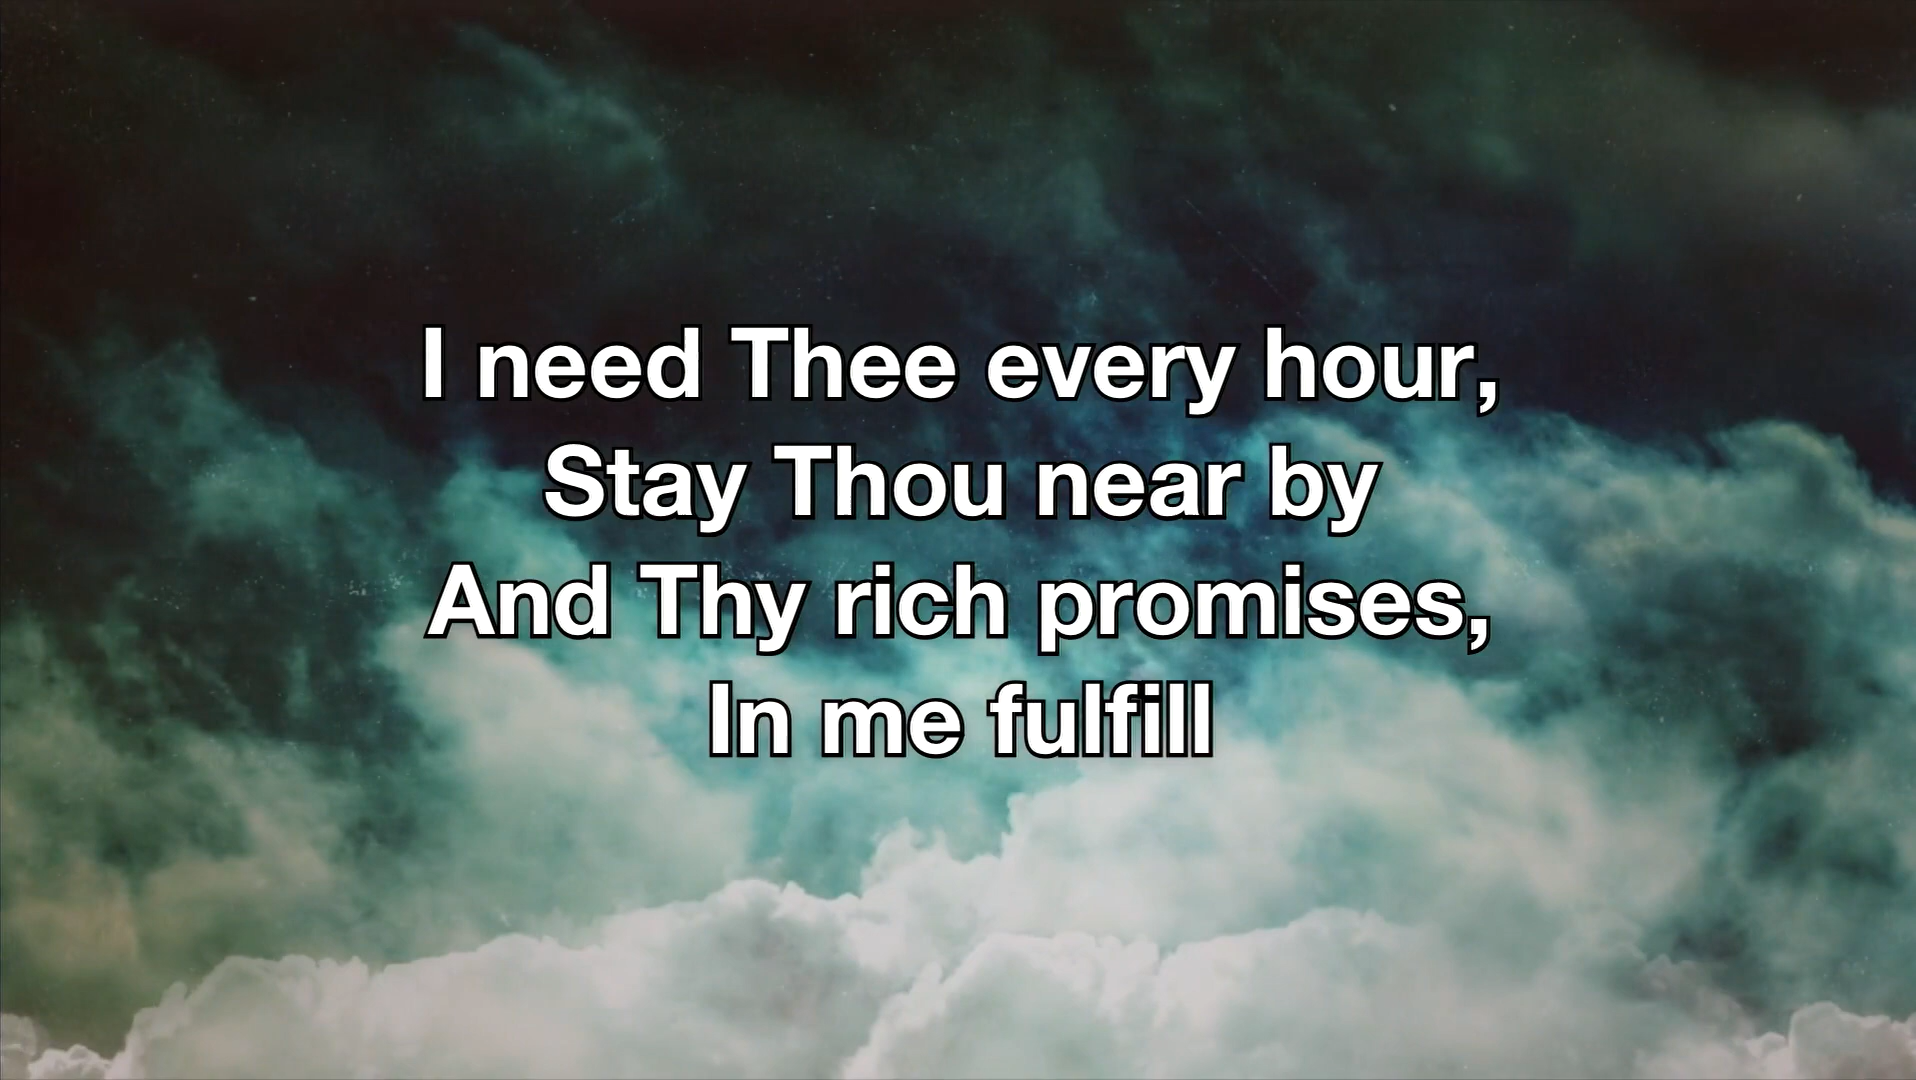 I need Thee every hour,
Stay Thou near by
And Thy rich promises,
In me fulfill